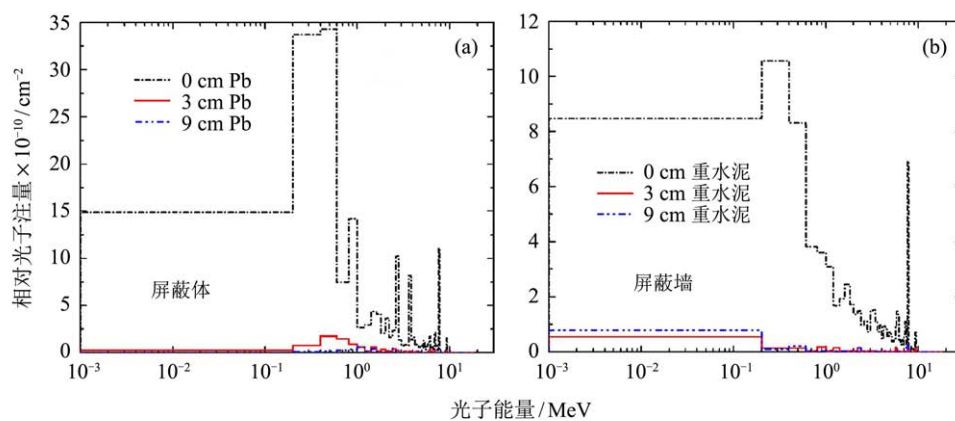 相对光子注量×10⁻¹⁰/cm⁻²
35
30
25
20
15
10
5
0
(a)
0 cm Pb
3 cm Pb
9 cm Pb
屏蔽体
10⁻³ 10⁻² 10⁻¹ 10⁰ 10¹
12
10
8
6
4
2
0
(b)
0 cm 重水泥
3 cm 重水泥
9 cm 重水泥
屏蔽墙
10⁻³ 10⁻² 10⁻¹ 10⁰ 10¹
光子能量/MeV